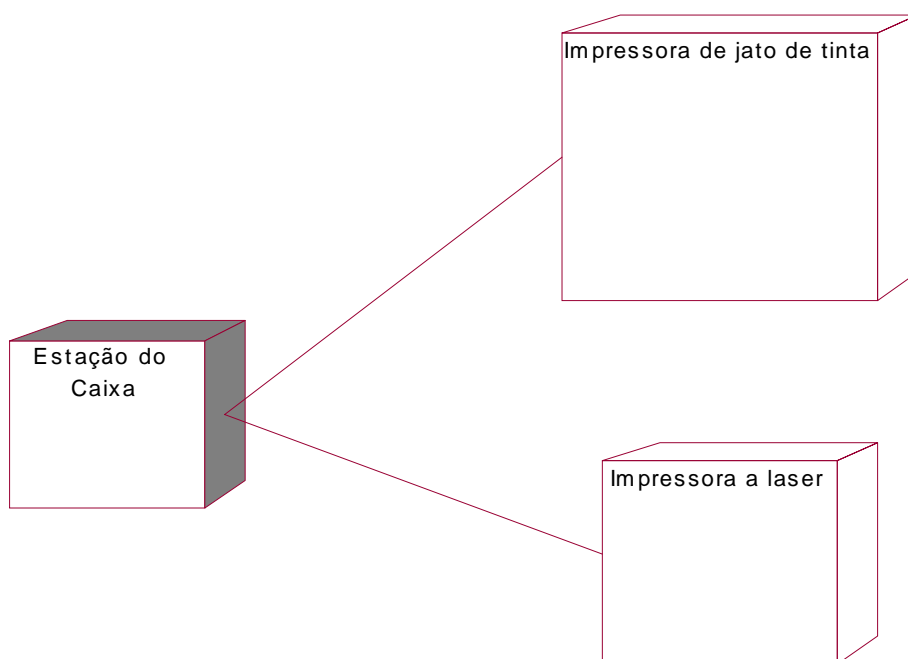 Impressora de jato de tinta
Estação do
Caixa
Impressora a laser